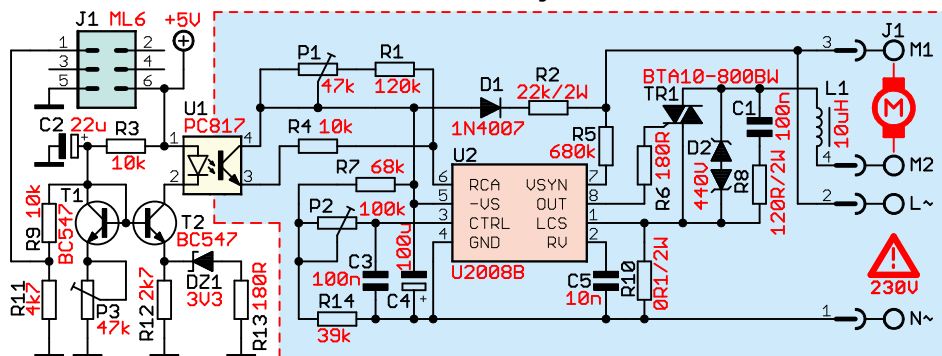 J1 ML6 +5V
1 2
3 4
5 6
C2 22u
R3
10k
U1
PC817
1 4
2 3
T1
BC547
T2
BC547
R9 10k
R11 4k7
P3
47k
R12 2k7
DZ1
3V3
R13 180R
P1
47k
R1
120k
R4 10k
R7 68k
P2 100k
C3
100n
100u
C4
+
R14
39k
D1
1N4007
R2
22k/2W
R5
680k
U2
6 RCA VSYN 7
5 -VS OUT 8
3 CTRL LCS 1
4 GND RV 2
U2008B
C5
10n
R10 0R1/2W
BTA10-800BW
TR1
180R
R6
D2
440V
C1 100n
R8 120R/2W
L1
10uH
J1
3 M1
M
4 M2
2 L~
230V
1 N~